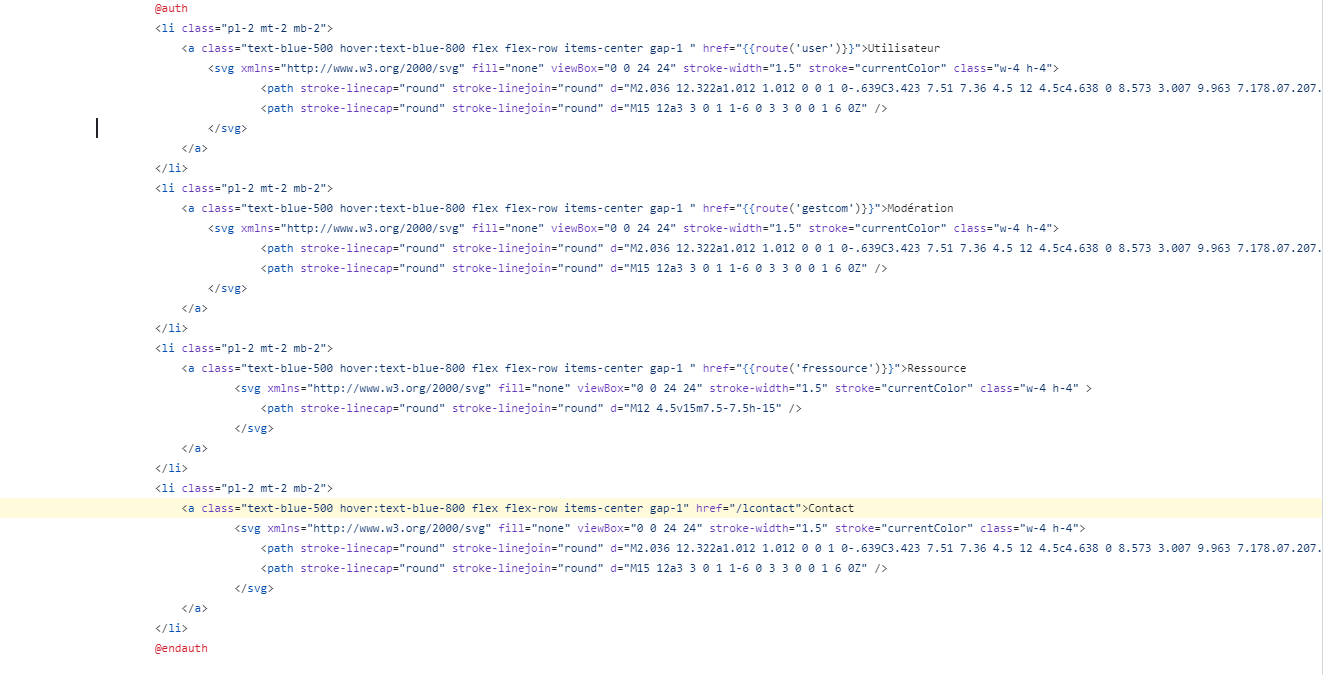 @auth
<li class="pl-2 mt-2 mb-2">
<a class="text-blue-500 hover:text-blue-800 flex flex-row items-center gap-1 " href="{{route('user')}}">Utilisateur
<svg xmlns="http://www.w3.org/2000/svg" fill="none" viewBox="0 0 24 24" stroke-width="1.5" stroke="currentColor" class="w-4 h-4">
<path stroke-linecap="round" stroke-linejoin="round" d="M2.036 12.322a1.012 1.012 0 0 1 0-.639C3.423 7.51 7.36 4.5 12 4.5c4.638 0 8.573 3.007 9.963 7.178.07.207.
<path stroke-linecap="round" stroke-linejoin="round" d="M15 12a3 3 0 1 1-6 0 3 3 0 0 1 6 0Z" />
</svg>
</a>
</li>
<li class="pl-2 mt-2 mb-2">
<a class="text-blue-500 hover:text-blue-800 flex flex-row items-center gap-1 " href="{{route('gestcom')}}">Modération
<svg xmlns="http://www.w3.org/2000/svg" fill="none" viewBox="0 0 24 24" stroke-width="1.5" stroke="currentColor" class="w-4 h-4">
<path stroke-linecap="round" stroke-linejoin="round" d="M2.036 12.322a1.012 1.012 0 0 1 0-.639C3.423 7.51 7.36 4.5 12 4.5c4.638 0 8.573 3.007 9.963 7.178.07.207.
<path stroke-linecap="round" stroke-linejoin="round" d="M15 12a3 3 0 1 1-6 0 3 3 0 0 1 6 0Z" />
</svg>
</a>
</li>
<li class="pl-2 mt-2 mb-2">
<a class="text-blue-500 hover:text-blue-800 flex flex-row items-center gap-1 " href="{{route('fressource')}}">Ressource
<svg xmlns="http://www.w3.org/2000/svg" fill="none" viewBox="0 0 24 24" stroke-width="1.5" stroke="currentColor" class="w-4 h-4" >
<path stroke-linecap="round" stroke-linejoin="round" d="M12 4.5v15m7.5-7.5h-15" />
</svg>
</a>
</li>
<li class="pl-2 mt-2 mb-2">
<a class="text-blue-500 hover:text-blue-800 flex flex-row items-center gap-1" href="/lcontact">Contact
<svg xmlns="http://www.w3.org/2000/svg" fill="none" viewBox="0 0 24 24" stroke-width="1.5" stroke="currentColor" class="w-4 h-4">
<path stroke-linecap="round" stroke-linejoin="round" d="M2.036 12.322a1.012 1.012 0 0 1 0-.639C3.423 7.51 7.36 4.5 12 4.5c4.638 0 8.573 3.007 9.963 7.178.07.207.
<path stroke-linecap="round" stroke-linejoin="round" d="M15 12a3 3 0 1 1-6 0 3 3 0 0 1 6 0Z" />
</svg>
</a>
</li>
@endauth